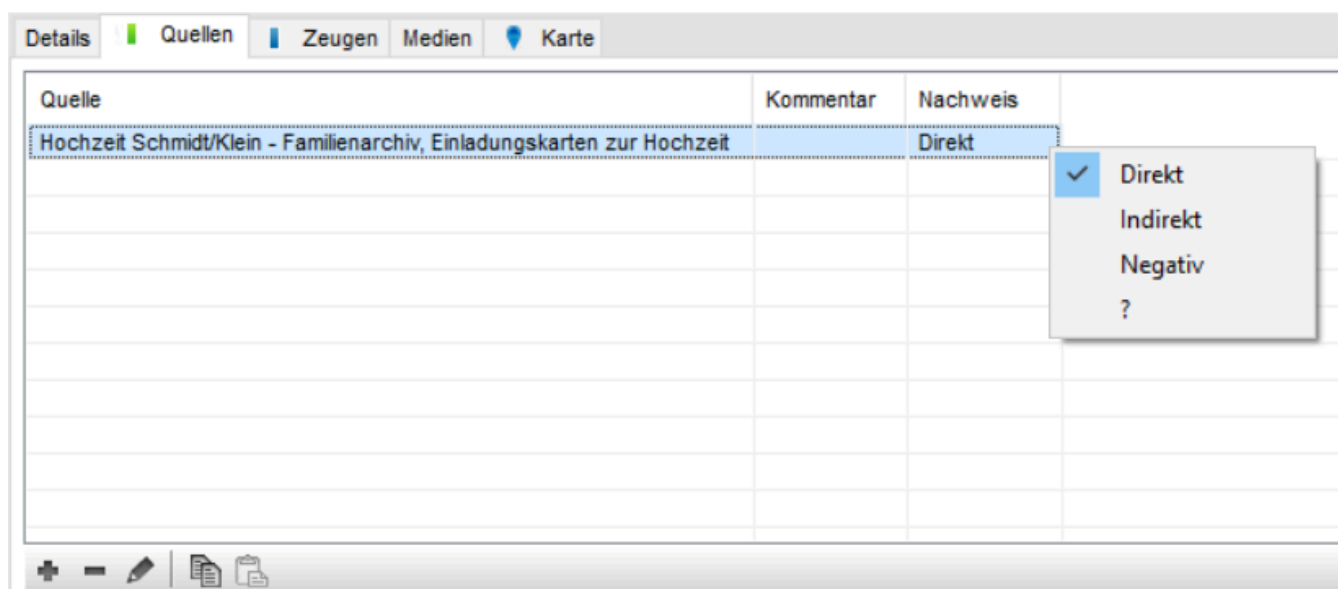 Details Quellen Zeugen Medien Karte
Quelle Kommentar Nachweis
Hochzeit Schmidt/Klein - Familienarchiv, Einladungskarten zur Hochzeit Direkt
Direkt
Indirekt
Negativ
?